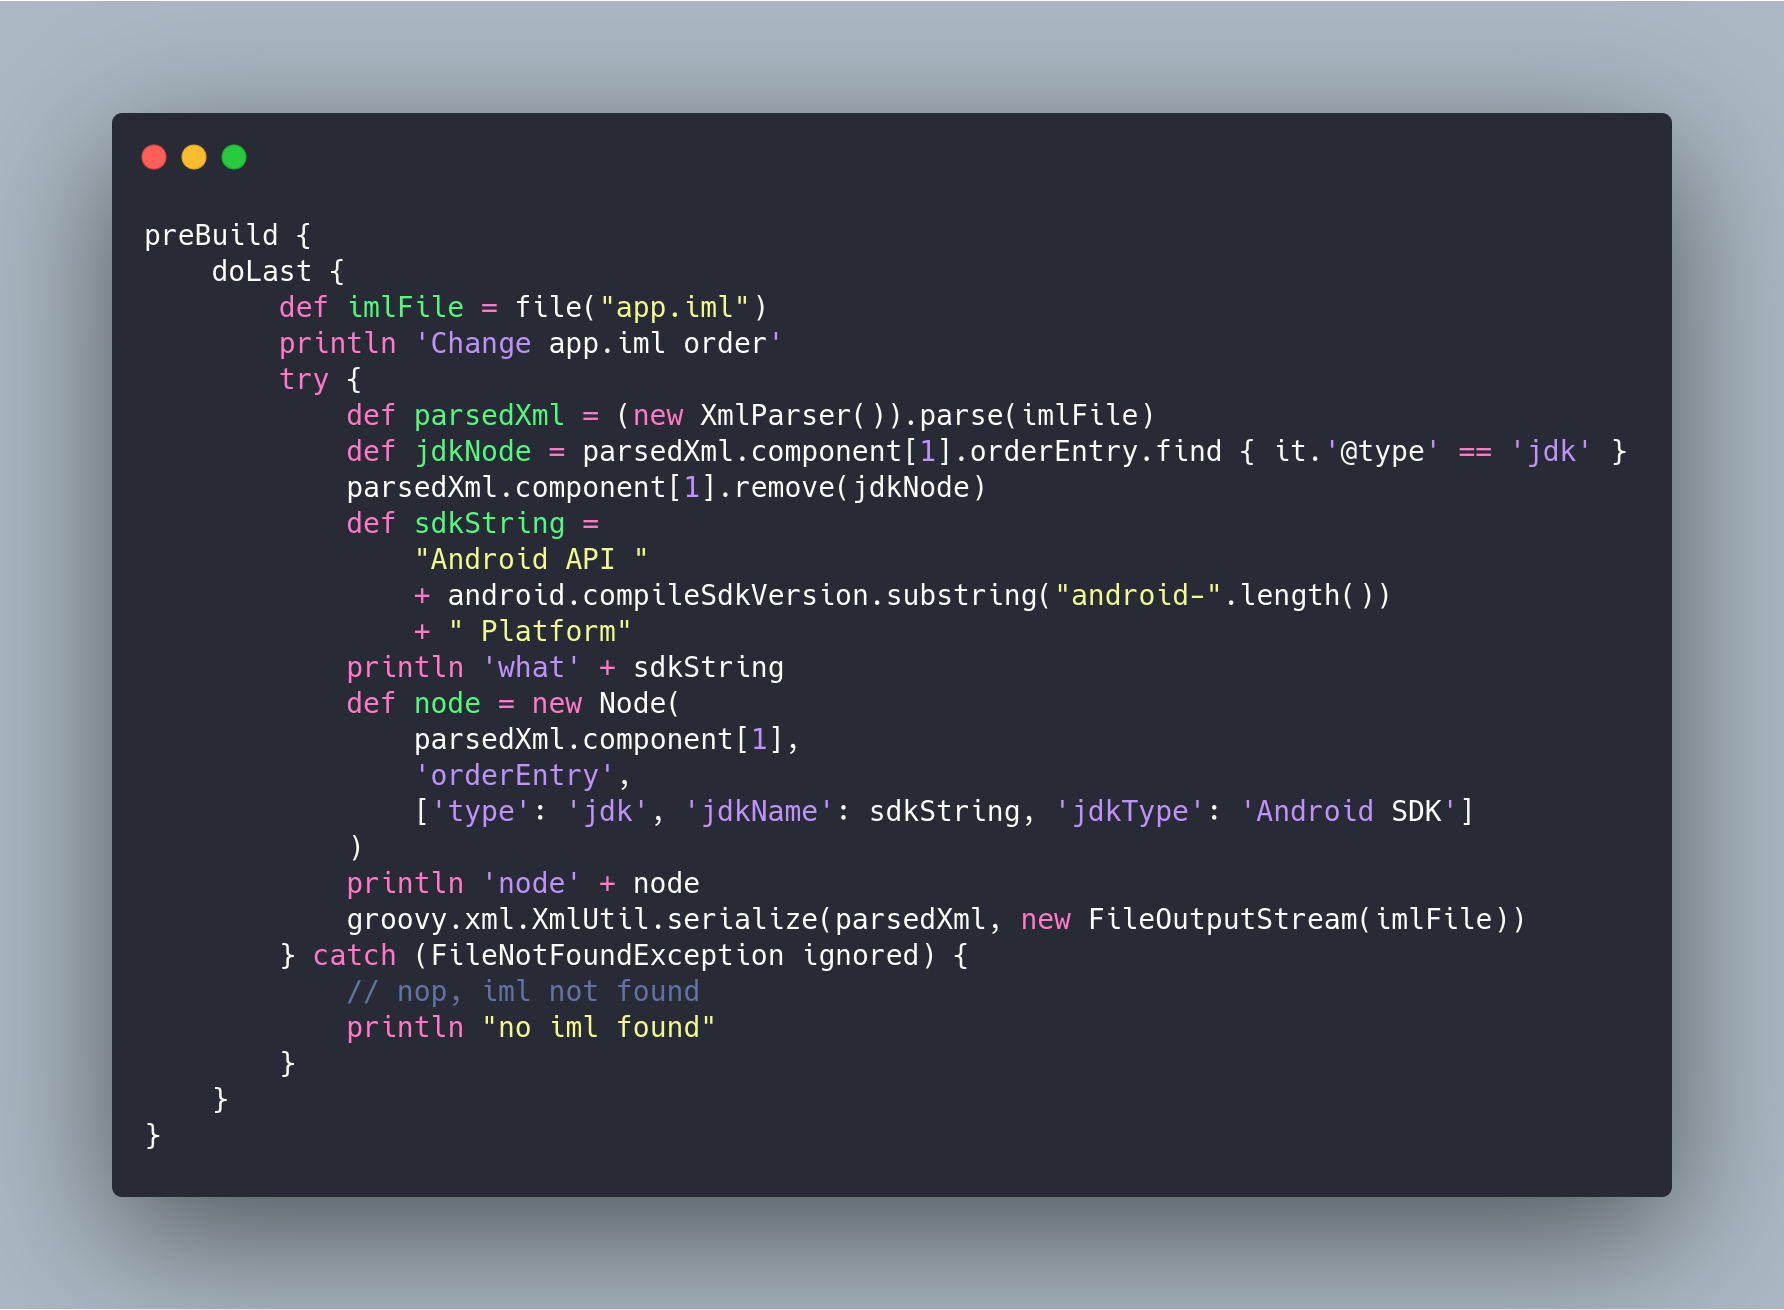 preBuild {
    doLast {
        def imlFile = file("app.iml")
        println 'Change app.iml order'
        try {
            def parsedXml = (new XmlParser()).parse(imlFile)
            def jdkNode = parsedXml.component[1].orderEntry.find { it.'@type' == 'jdk' }
            parsedXml.component[1].remove(jdkNode)
            def sdkString =
                "Android API "
                + android.compileSdkVersion.substring("android-".length())
                + " Platform"
            println 'what' + sdkString
            def node = new Node(
                parsedXml.component[1],
                'orderEntry',
                ['type': 'jdk', 'jdkName': sdkString, 'jdkType': 'Android SDK']
            )
            println 'node' + node
            groovy.xml.XmlUtil.serialize(parsedXml, new FileOutputStream(imlFile))
        } catch (FileNotFoundException ignored) {
            // nop, iml not found
            println "no iml found"
        }
    }
}